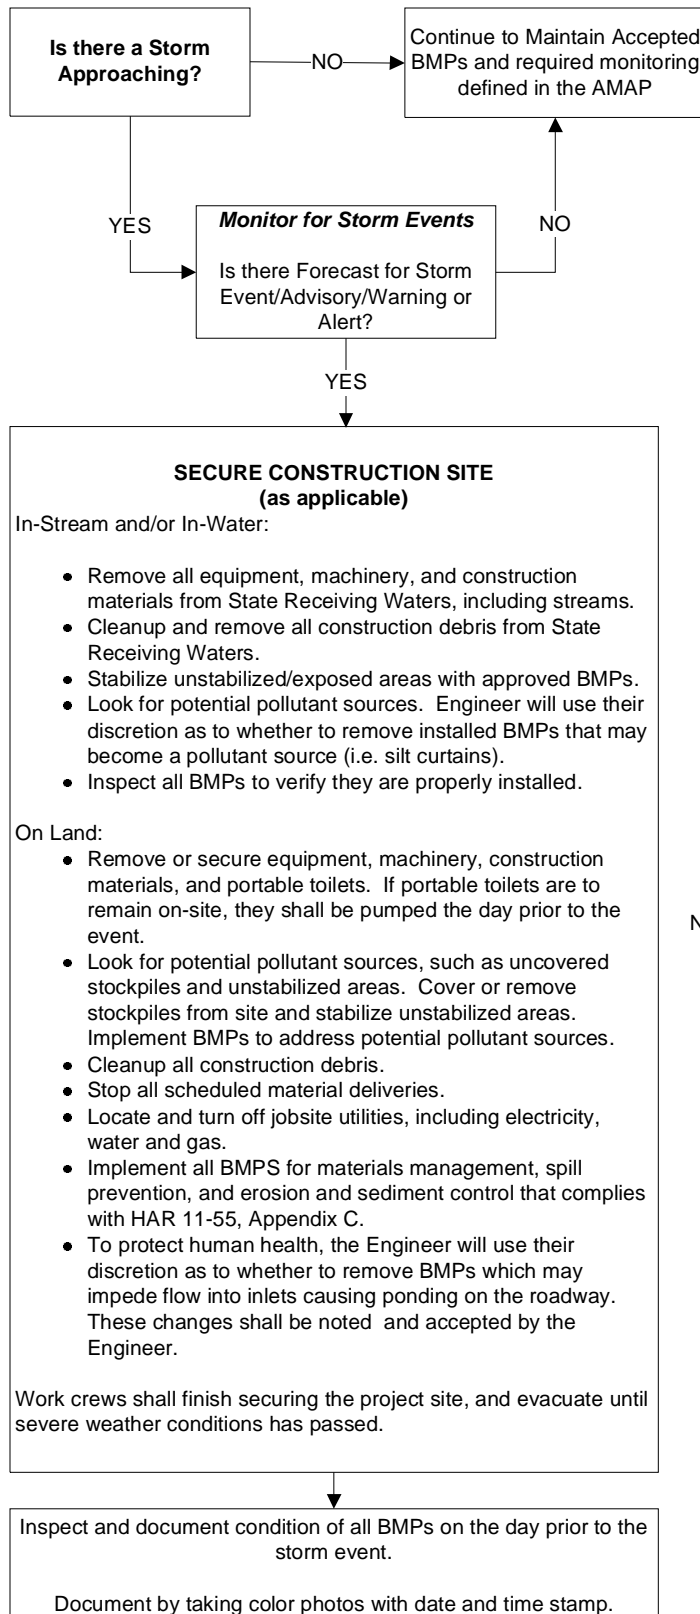 Is there a Storm
Approaching?
NO
Continue to Maintain Accepted
BMPs and required monitoring
defined in the AMAP
YES
Monitor for Storm Events
Is there Forecast for Storm
Event/Advisory/Warning or
Alert?
NO
YES
SECURE CONSTRUCTION SITE
(as applicable)
In-Stream and/or In-Water:
• Remove all equipment, machinery, and construction
materials from State Receiving Waters, including streams.
• Cleanup and remove all construction debris from State
Receiving Waters.
• Stabilize unstabilized/exposed areas with approved BMPs.
• Look for potential pollutant sources. Engineer will use their
discretion as to whether to remove installed BMPs that may
become a pollutant source (i.e. silt curtains).
• Inspect all BMPs to verify they are properly installed.
On Land:
• Remove or secure equipment, machinery, construction
materials, and portable toilets. If portable toilets are to
remain on-site, they shall be pumped the day prior to the
event.
• Look for potential pollutant sources, such as uncovered
stockpiles and unstabilized areas. Cover or remove
stockpiles from site and stabilize unstabilized areas.
Implement BMPs to address potential pollutant sources.
• Cleanup all construction debris.
• Stop all scheduled material deliveries.
• Locate and turn off jobsite utilities, including electricity,
water and gas.
• Implement all BMPS for materials management, spill
prevention, and erosion and sediment control that complies
with HAR 11-55, Appendix C.
• To protect human health, the Engineer will use their
discretion as to whether to remove BMPs which may
impede flow into inlets causing ponding on the roadway.
These changes shall be noted and accepted by the
Engineer.
Work crews shall finish securing the project site, and evacuate until
severe weather conditions has passed.
Inspect and document condition of all BMPs on the day prior to the
storm event.
Document by taking color photos with date and time stamp.